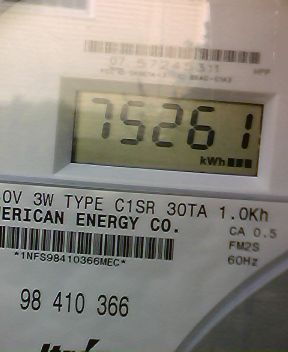 75261
kWh
0V 3W TYPE C1SR 30TA 1.0Kh
ERICAN ENERGY CO.
CA 0.5
FM2S
60Hz
*1NFS98410366MEC*
98 410 366